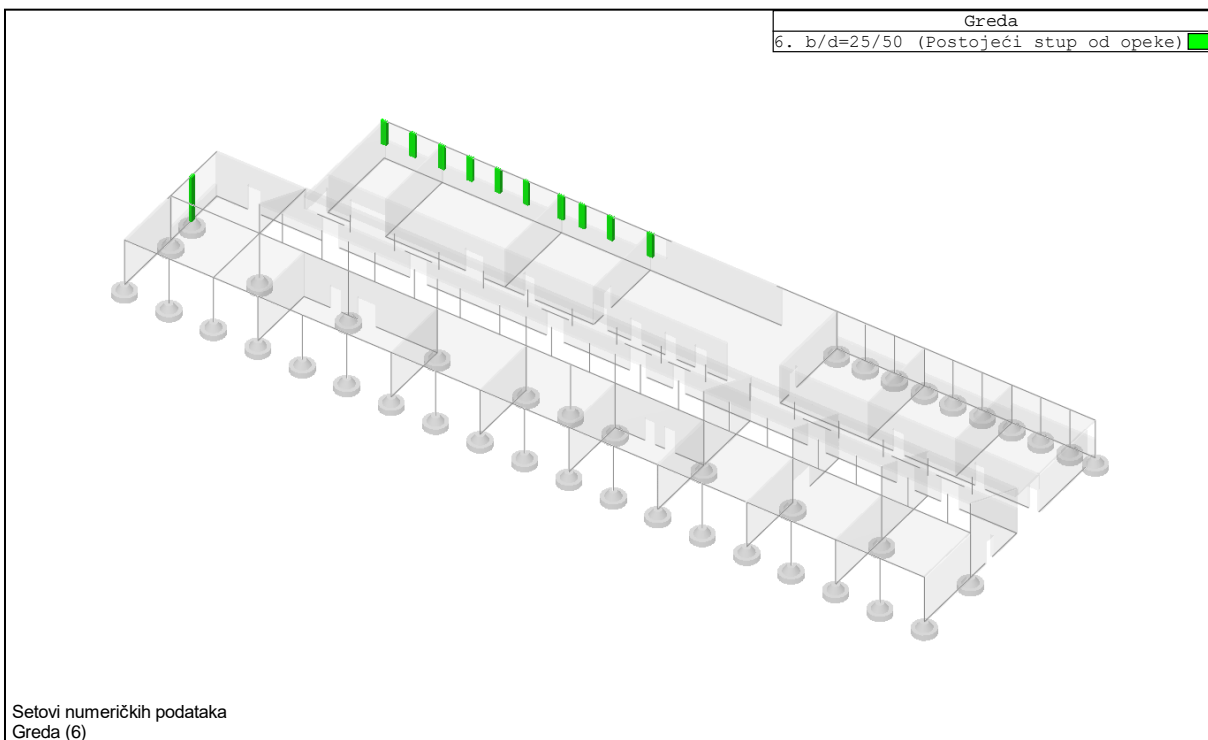 Greda
6. b/d=25/50 (Postojeći stup od opeke)
Setovi numeričkih podataka
Greda (6)